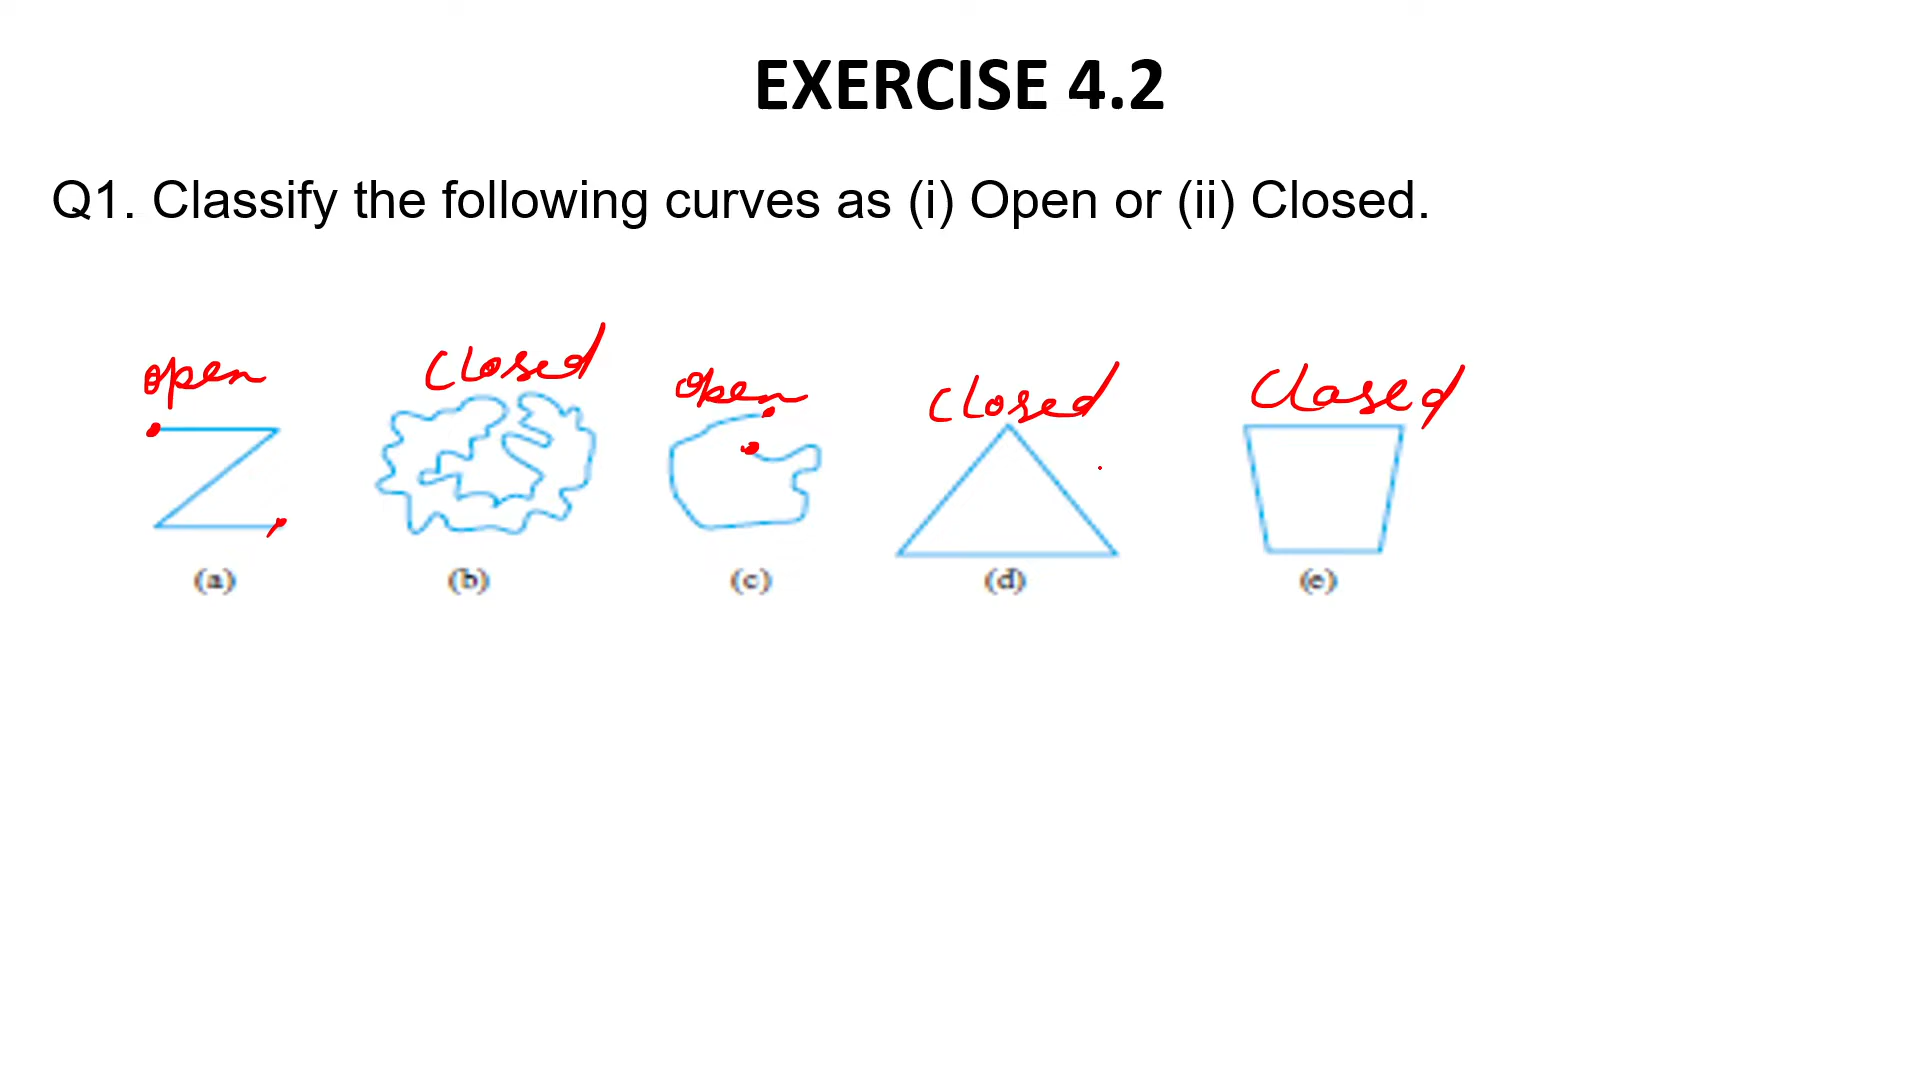 EXERCISE 4.2
Q1. Classify the following curves as (i) Open or (ii) Closed.
open closed open closed closed
(a) (b) (c) (d) (e)